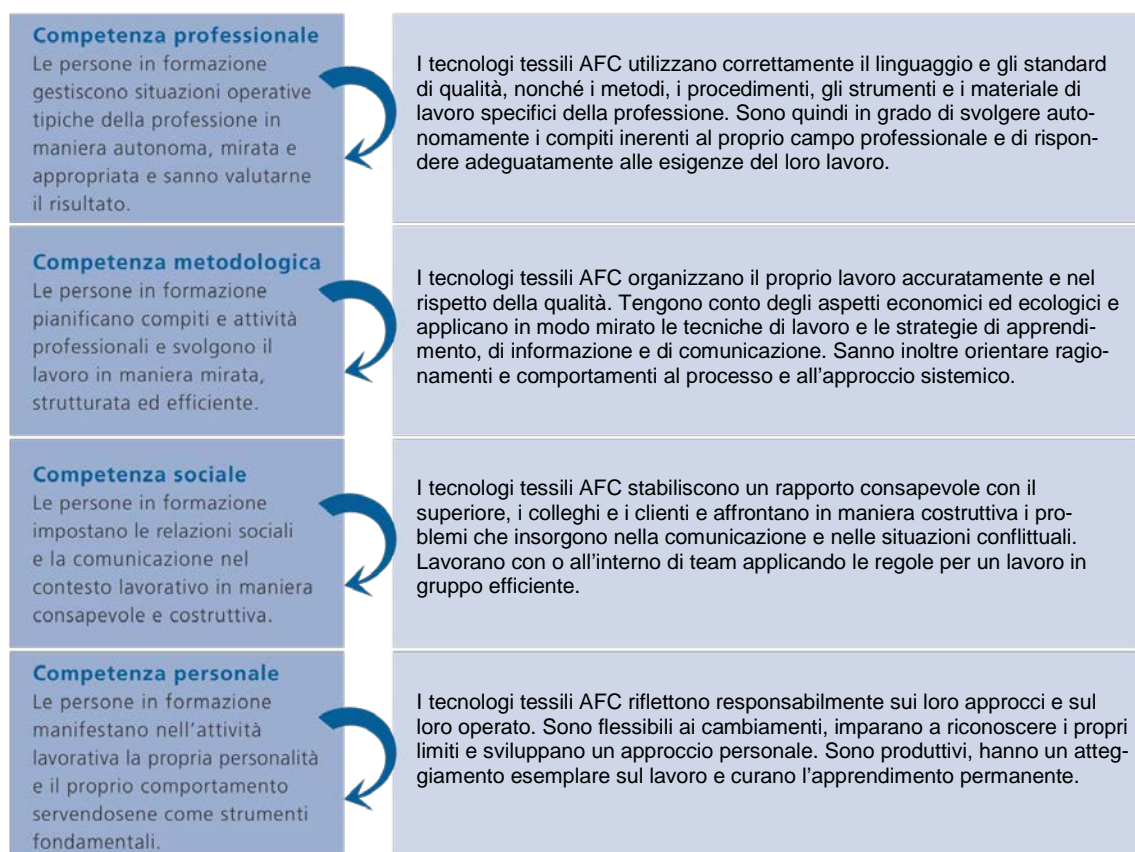 Competenza professionale
Le persone in formazione
gestiscono situazioni operative
tipiche della professione in
maniera autonoma, mirata e
appropriata e sanno valutarne
il risultato.
I tecnologi tessili AFC utilizzano correttamente il linguaggio e gli standard
di qualità, nonché i metodi, i procedimenti, gli strumenti e i materiale di
lavoro specifici della professione. Sono quindi in grado di svolgere auto-
nomamente i compiti inerenti al proprio campo professionale e di rispon-
dere adeguatamente alle esigenze del loro lavoro.
Competenza metodologica
Le persone in formazione
pianificano compiti e attività
professionali e svolgono il
lavoro in maniera mirata,
strutturata ed efficiente.
I tecnologi tessili AFC organizzano il proprio lavoro accuratamente e nel
rispetto della qualità. Tengono conto degli aspetti economici ed ecologici e
applicano in modo mirato le tecniche di lavoro e le strategie di apprendi-
mento, di informazione e di comunicazione. Sanno inoltre orientare ragio-
namenti e comportamenti al processo e all'approccio sistemico.
Competenza sociale
Le persone in formazione
impostano le relazioni sociali
e la comunicazione nel
contesto lavorativo in maniera
consapevole e costruttiva.
I tecnologi tessili AFC stabiliscono un rapporto consapevole con il
superiore, i colleghi e i clienti e affrontano in maniera costruttiva i pro-
blemi che insorgono nella comunicazione e nelle situazioni conflittuali.
Lavorano con o all'interno di team applicando le regole per un lavoro in
gruppo efficiente.
Competenza personale
Le persone in formazione
manifestano nell'attività
lavorativa la propria personalità
e il proprio comportamento
servendosene come strumenti
fondamentali.
I tecnologi tessili AFC riflettono responsabilmente sui loro approcci e sul
loro operato. Sono flessibili ai cambiamenti, imparano a riconoscere i propri
limiti e sviluppano un approccio personale. Sono produttivi, hanno un atteg-
giamento esemplare sul lavoro e curano l'apprendimento permanente.